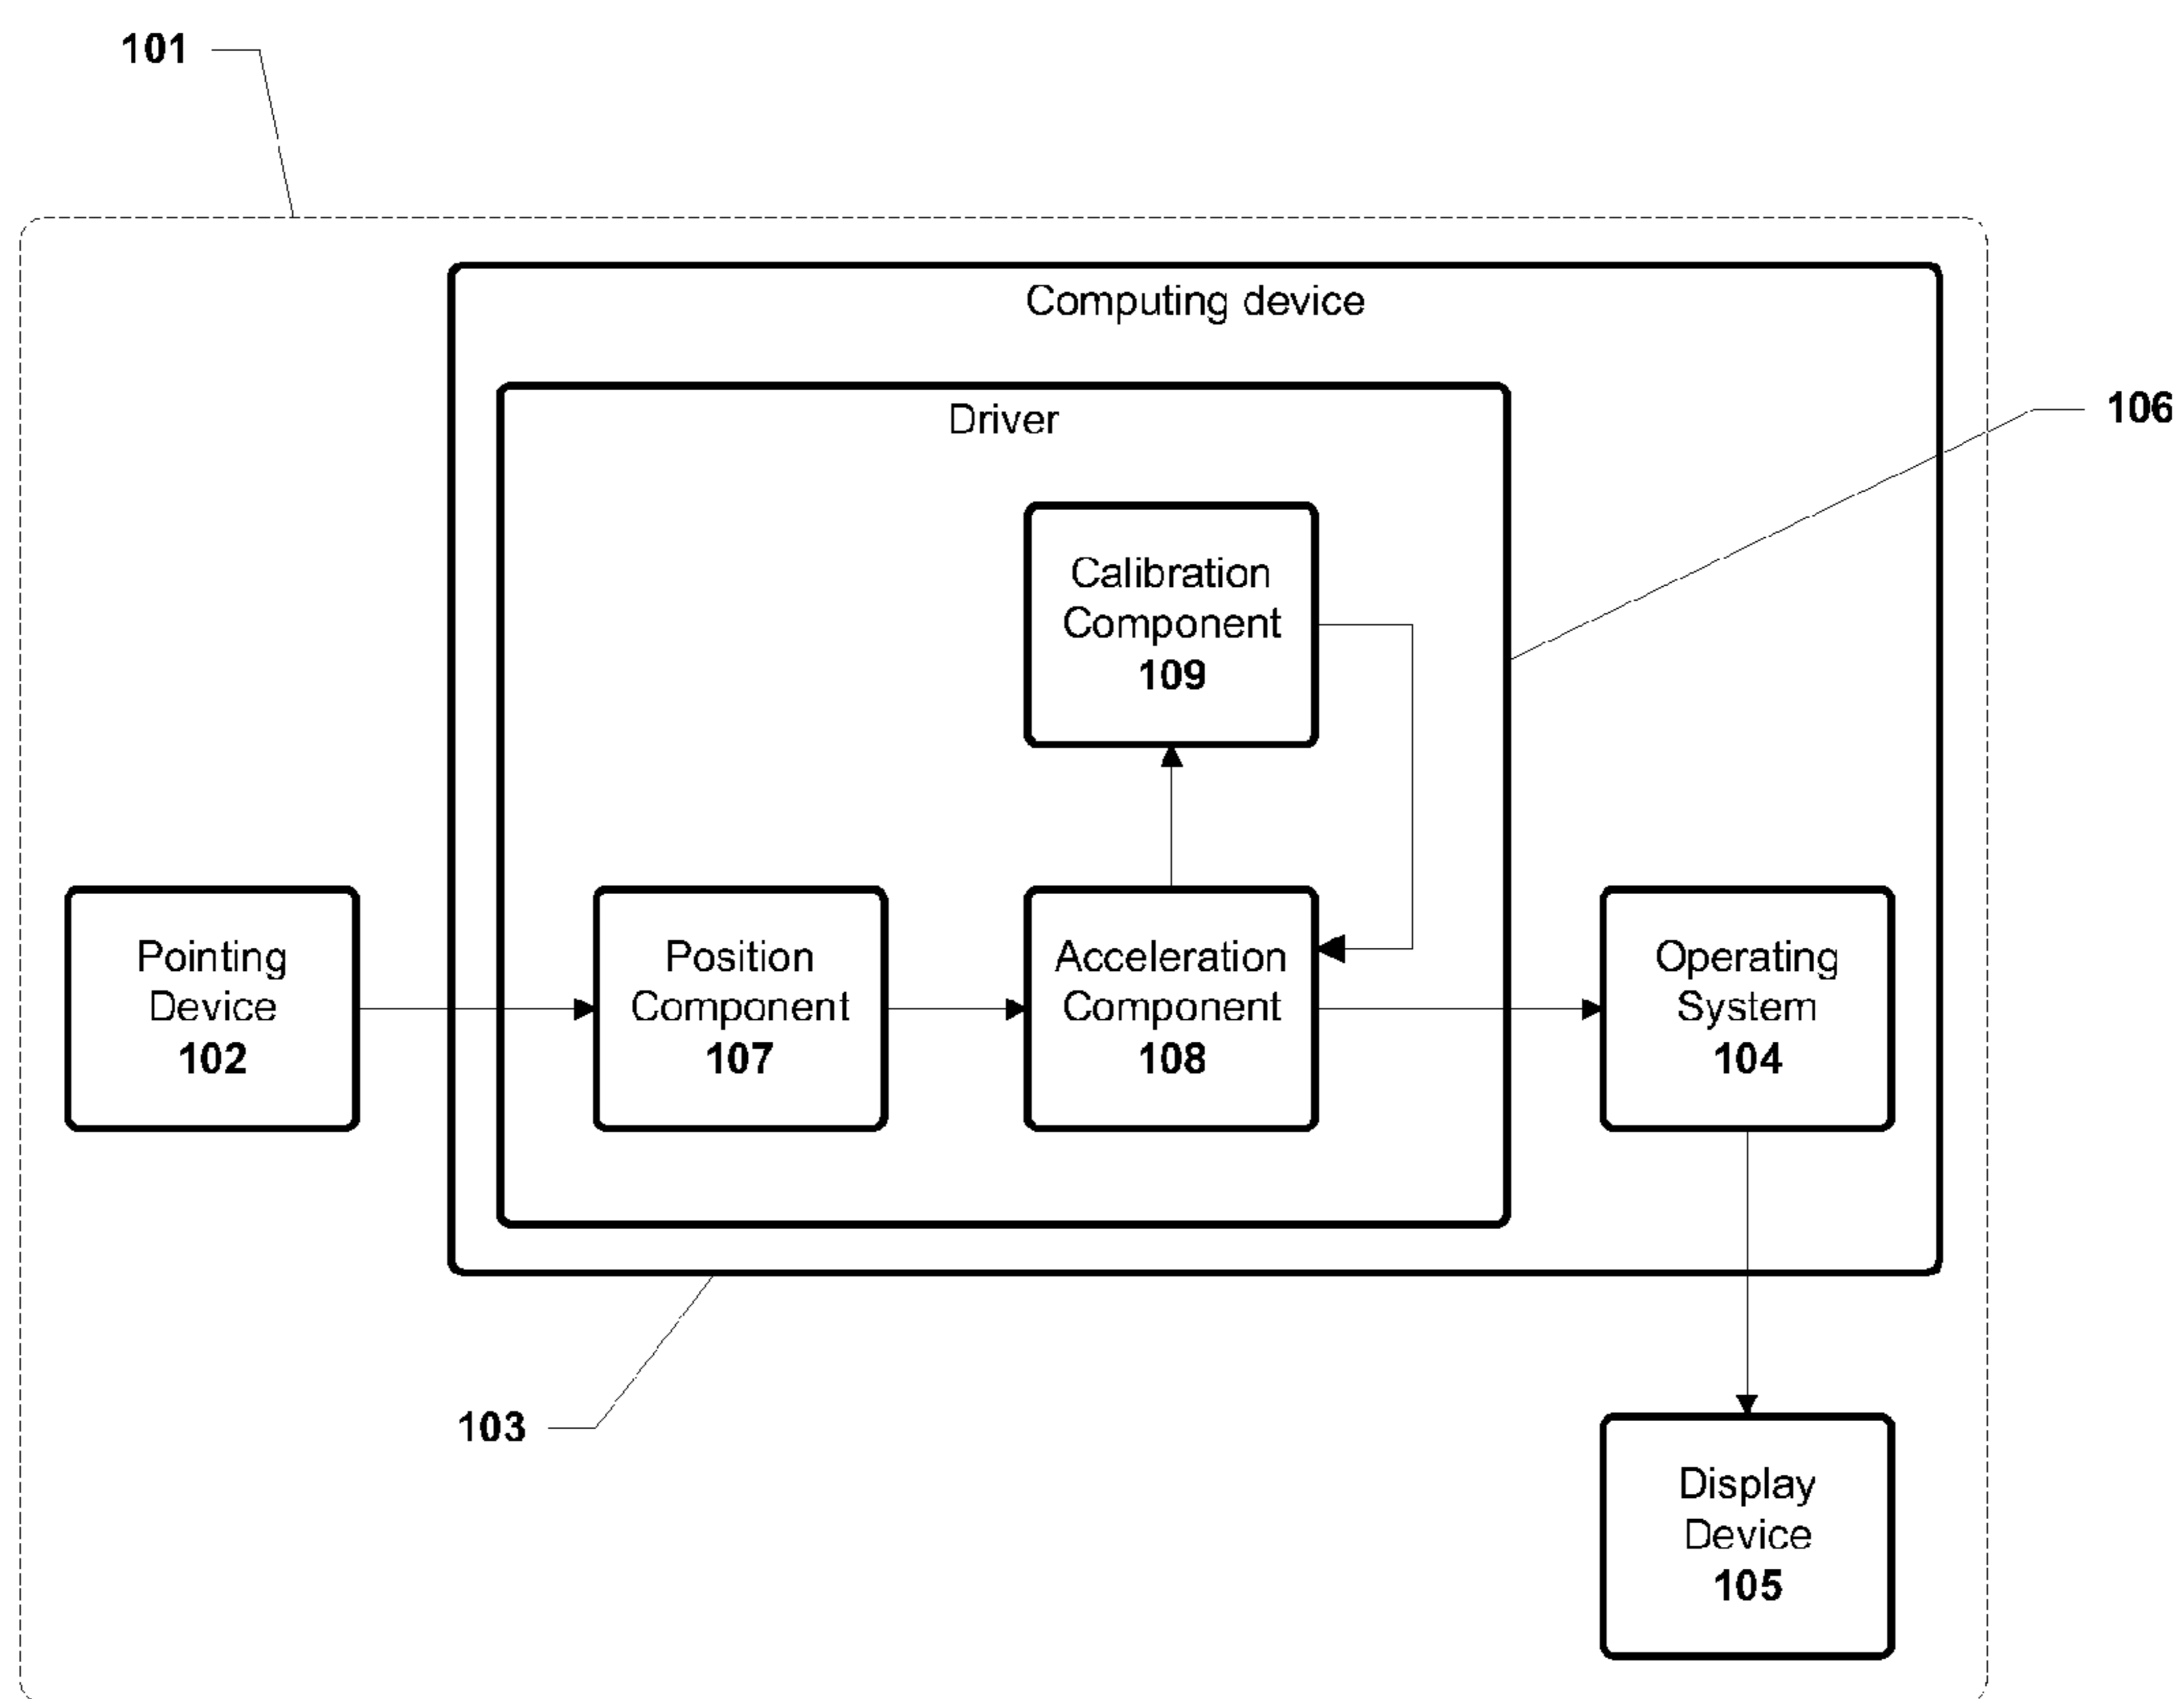 101
Computing device
106
Driver
Calibration
Component
109
Pointing
Device
102
Position
Component
107
Acceleration
Component
108
Operating
System
104
103
Display
Device
105